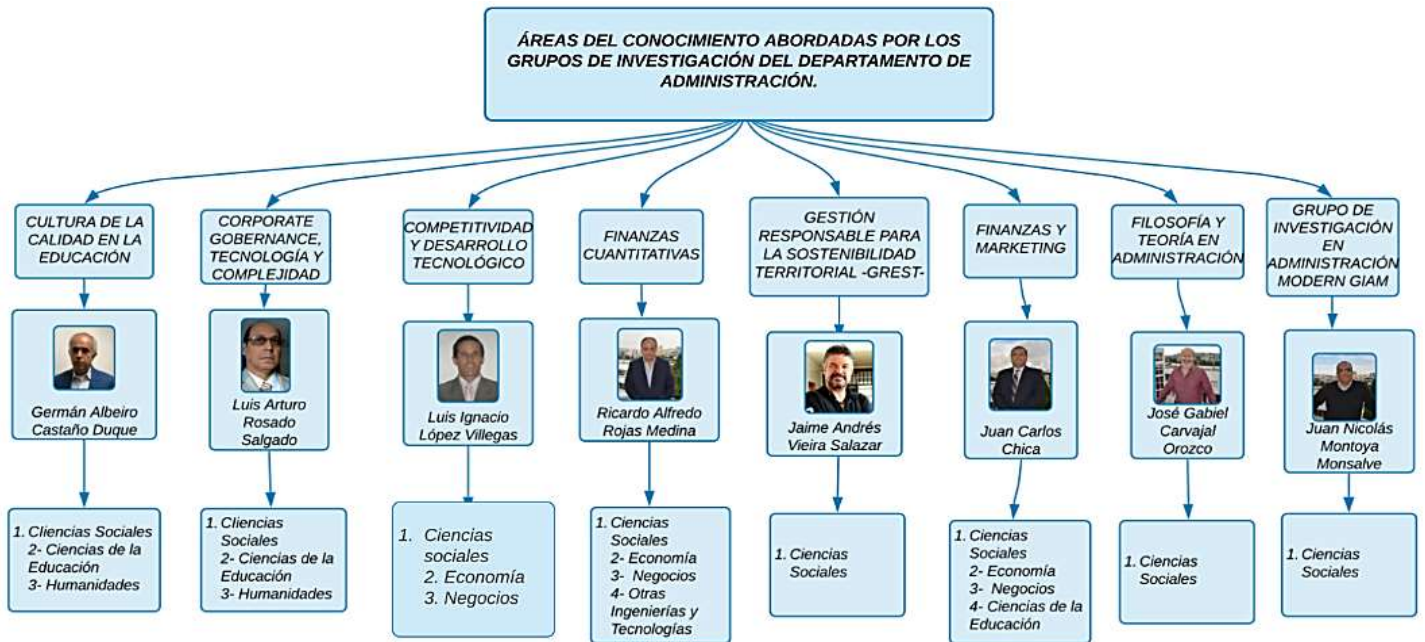 ÁREAS DEL CONOCIMIENTO ABORDADAS POR LOS
GRUPOS DE INVESTIGACIÓN DEL DEPARTAMENTO DE
ADMINISTRACIÓN.
CULTURA DE LA
CALIDAD EN LA
EDUCACIÓN
CORPORATE
GOBERNANCE,
TECNOLOGÍA Y
COMPLEJIDAD
COMPETITIVIDAD
Y DESARROLLO
TECNOLÓGICO
FINANZAS
CUANTITATIVAS
GESTIÓN
RESPONSABLE PARA
LA SOSTENIBILIDAD
TERRITORIAL -GREST-
FINANZAS Y
MARKETING
FILOSOFÍA Y
TEORÍA EN
ADMINISTRACIÓN
GRUPO DE
INVESTIGACIÓN
EN
ADMINISTRACIÓN
MODERN GIAM
Germán Albeiro
Castaño Duque
Luis Arturo
Rosado
Salgado
Luis Ignacio
López Villegas
Ricardo Alfredo
Rojas Medina
Jaime Andrés
Vieira Salazar
Juan Carlos
Chica
José Gabiel
Carvajal
Orozco
Juan Nicolás
Montoya
Monsalve
1. CIiencias Sociales
2- Ciencias de la
Educación
3- Humanidades
1. CIiencias
Sociales
2- Ciencias de la
Educación
3- Humanidades
1. Ciencias
sociales
2. Economía
3. Negocios
1. Ciencias
Sociales
2- Economía
3- Negocios
4- Otras
Ingenierías y
Tecnologías
1. Ciencias
Sociales
1. Ciencias
Sociales
2- Economía
3- Negocios
4- Ciencias de la
Educación
1. Ciencias
Sociales
1. Ciencias
Sociales